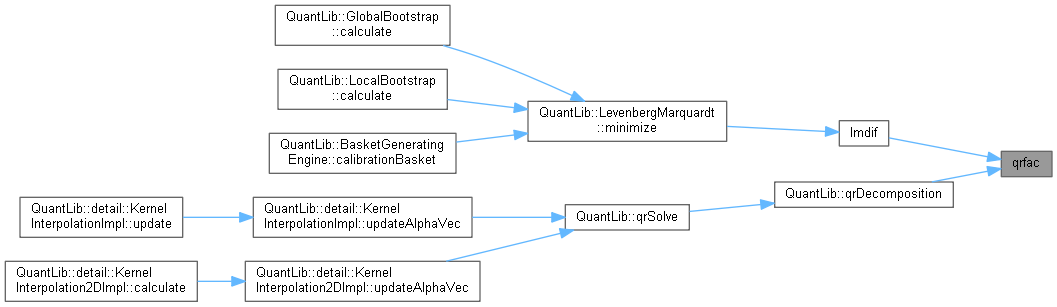 QuantLib::GlobalBootstrap
::calculate
QuantLib::LocalBootstrap
::calculate
QuantLib::LevenbergMarquardt
::minimize
lmdif
QuantLib::BasketGenerating
Engine::calibrationBasket
qrfac
QuantLib::qrDecomposition
QuantLib::detail::Kernel
InterpolationImpl::update
QuantLib::detail::Kernel
InterpolationImpl::updateAlphaVec
QuantLib::qrSolve
QuantLib::detail::Kernel
Interpolation2DImpl::calculate
QuantLib::detail::Kernel
Interpolation2DImpl::updateAlphaVec